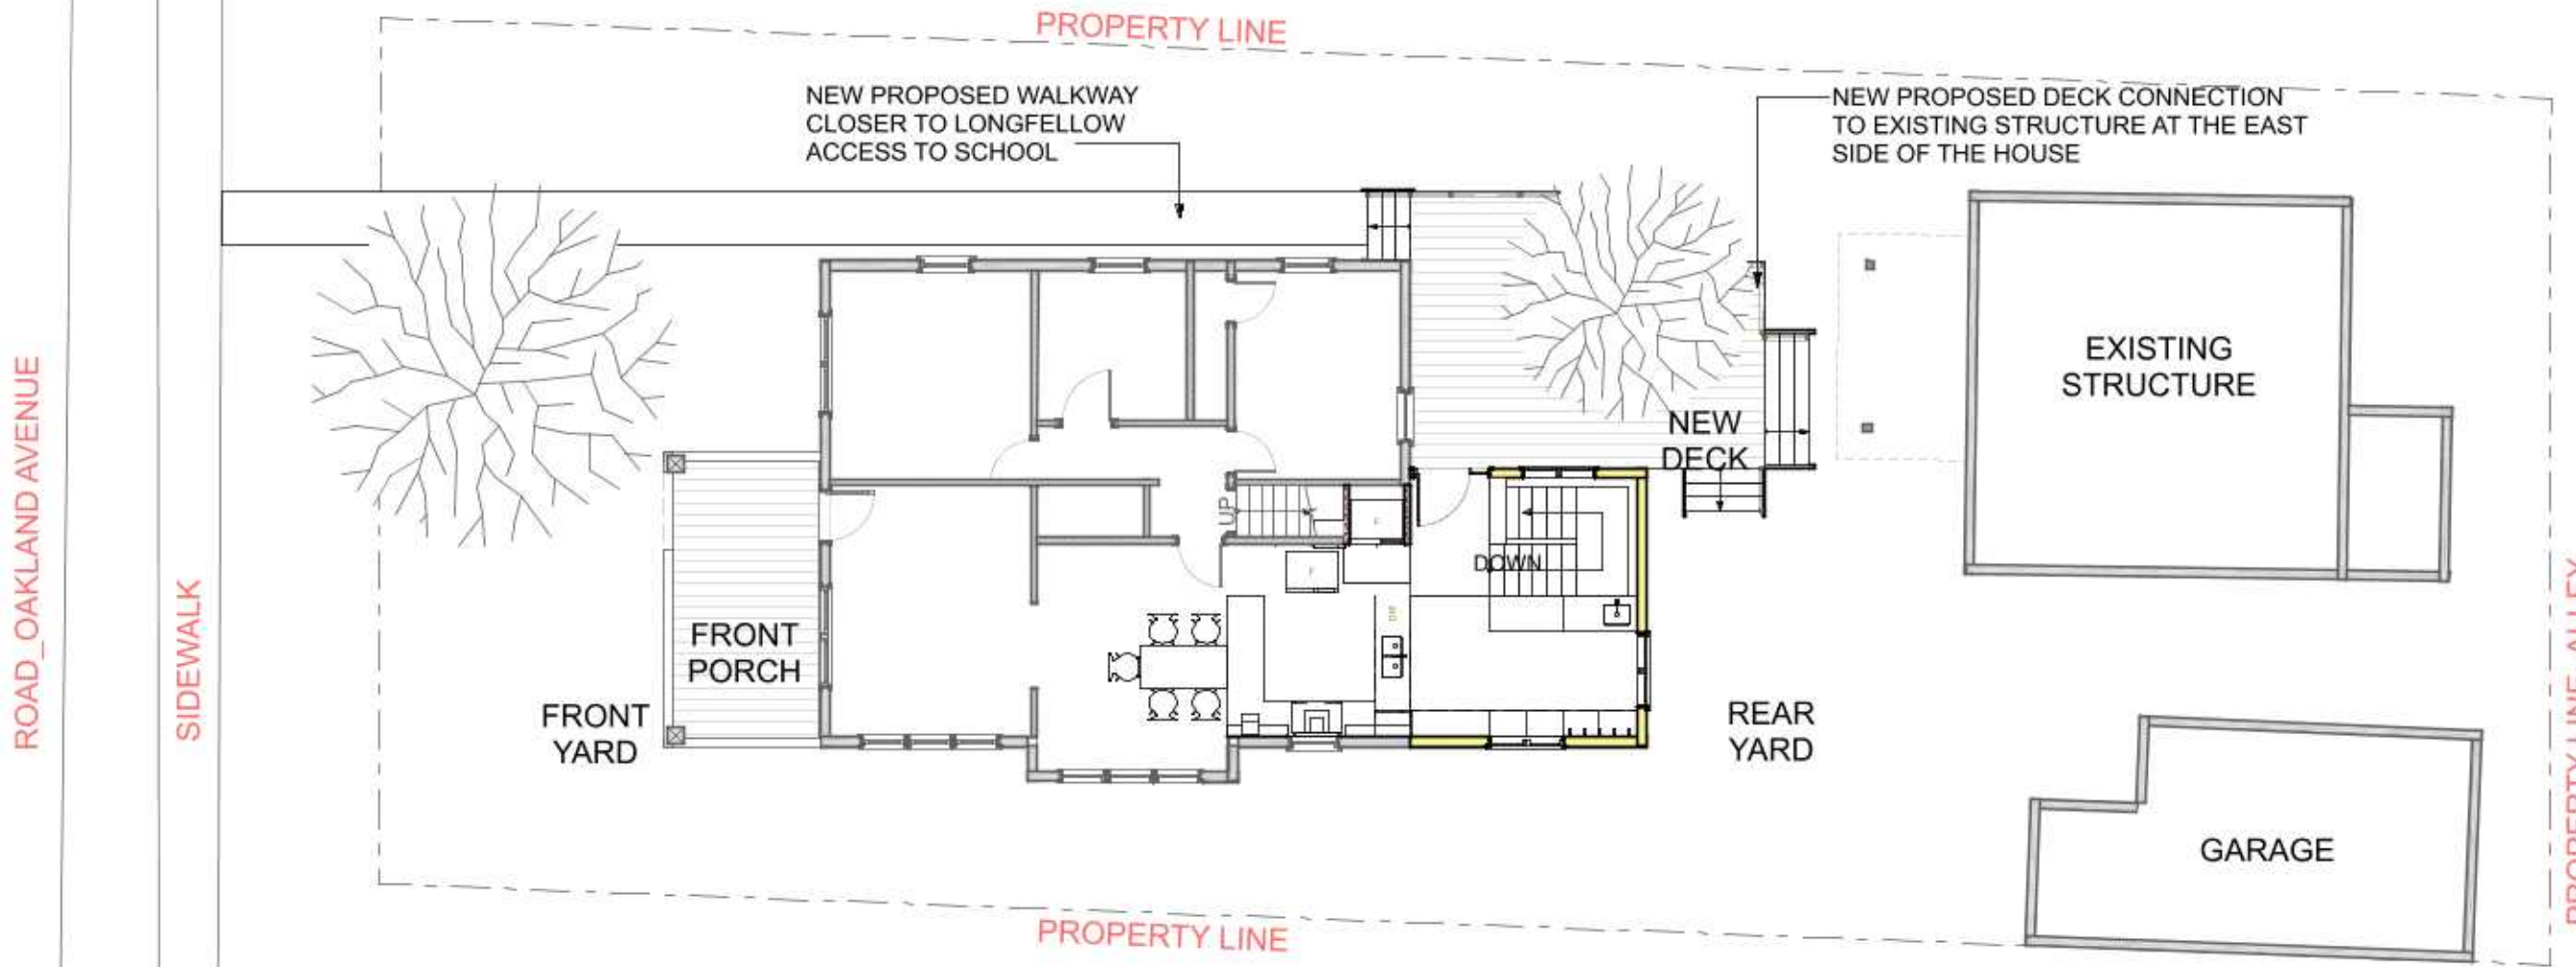 PROPERTY LINE
NEW PROPOSED WALKWAY
CLOSER TO LONGFELLOW
ACCESS TO SCHOOL
NEW PROPOSED DECK CONNECTION
TO EXISTING STRUCTURE AT THE EAST
SIDE OF THE HOUSE
ROAD_OAKLAND AVENUE
SIDEWALK
EXISTING
STRUCTURE
NEW
DECK
UP
DOWN
FRONT
PORCH
FRONT
YARD
REAR
YARD
GARAGE
PROPERTY LINE
PROPERTY LINE_ALLEY